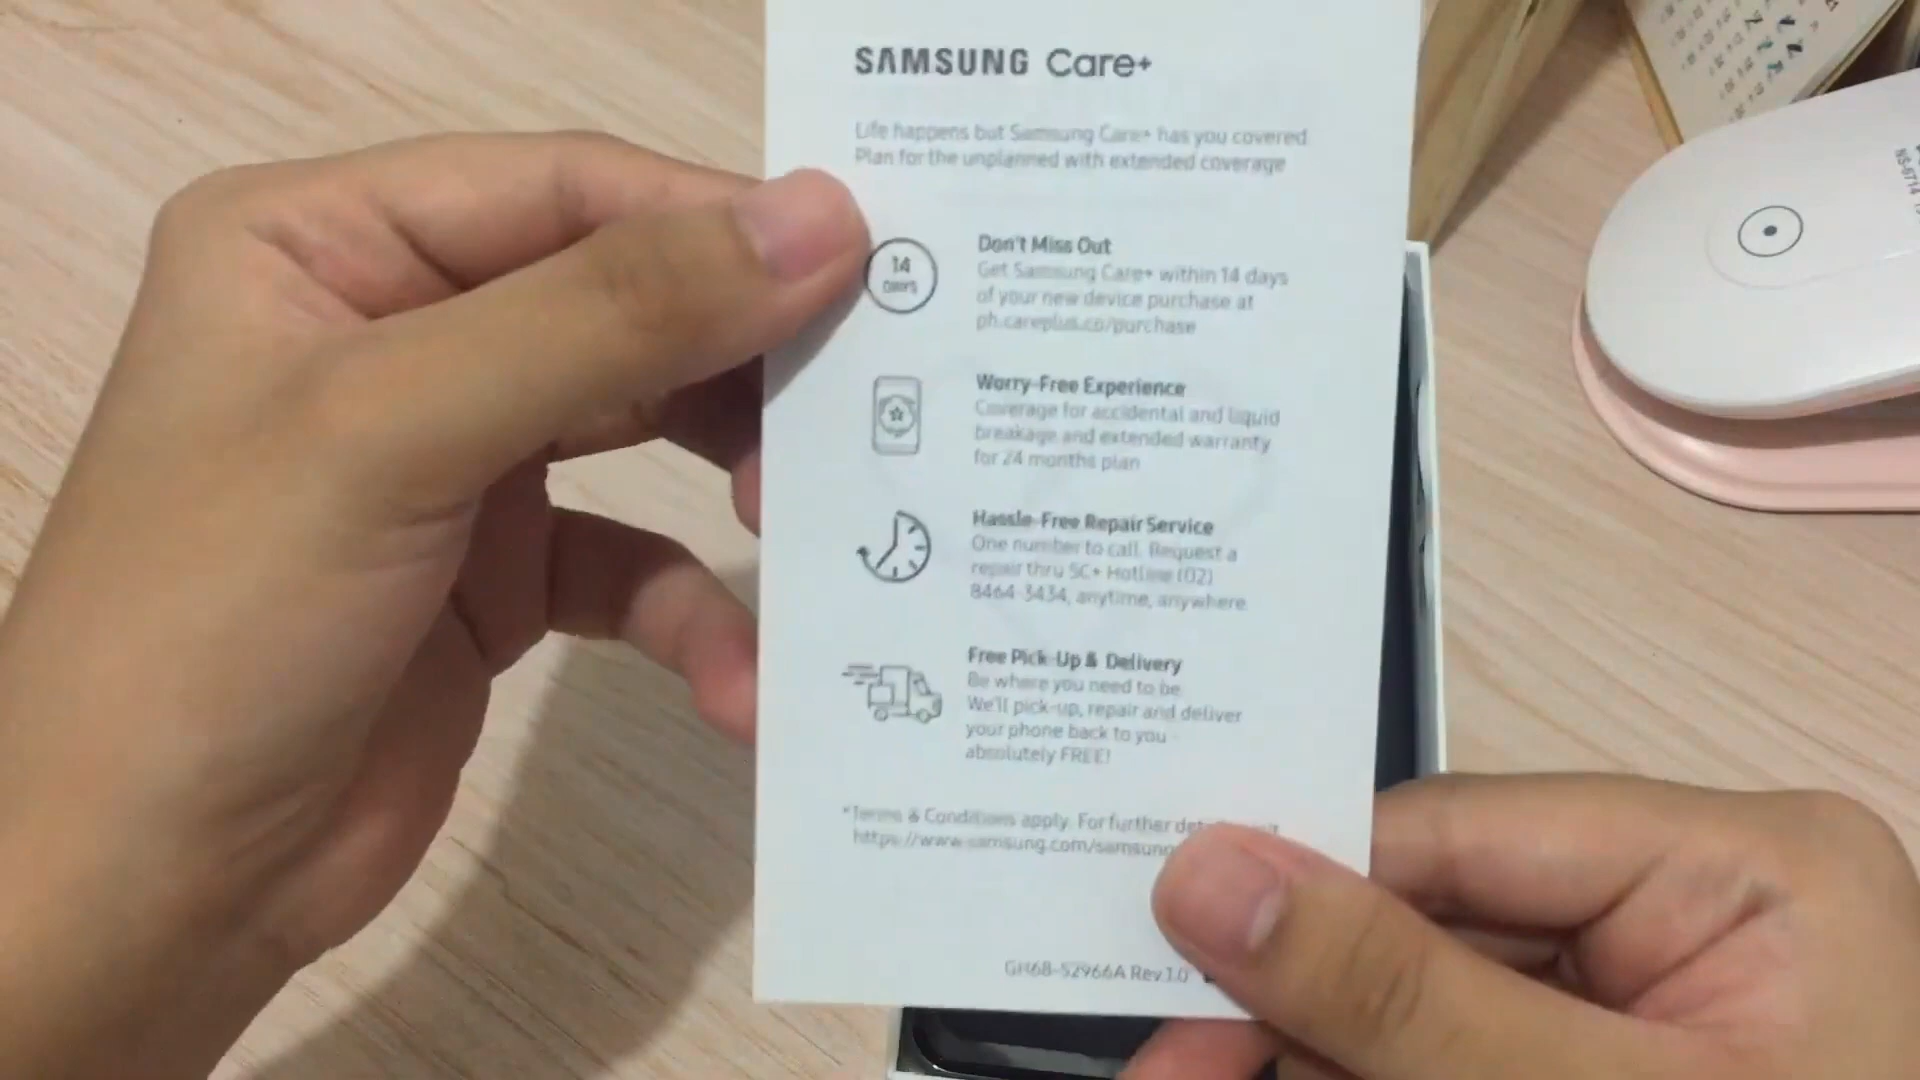 SAMSUNG Care+
Life happens but Samsung Care+ has you covered
Plan for the unplanned with extended coverage
14
DAYS
Don't Miss Out
Get Samsung Care+ within 14 days
of your new device purchase at
ph.careplus.co/purchase
Worry-Free Experience
Coverage for accidental and liquid
breakage and extended warranty
for 24 months plan
Hassle-Free Repair Service
One number to call. Request a
repair thru SC+ Hotline (02)
8464-3434, anytime, anywhere.
Free Pick-Up & Delivery
Be where you need to be.
We'll pick-up, repair and deliver
your phone back to you -
absolutely FREE!
*Terms & Conditions apply. For further
https://www.samsung.com/samsung
GH68-52966A Rev.1.0